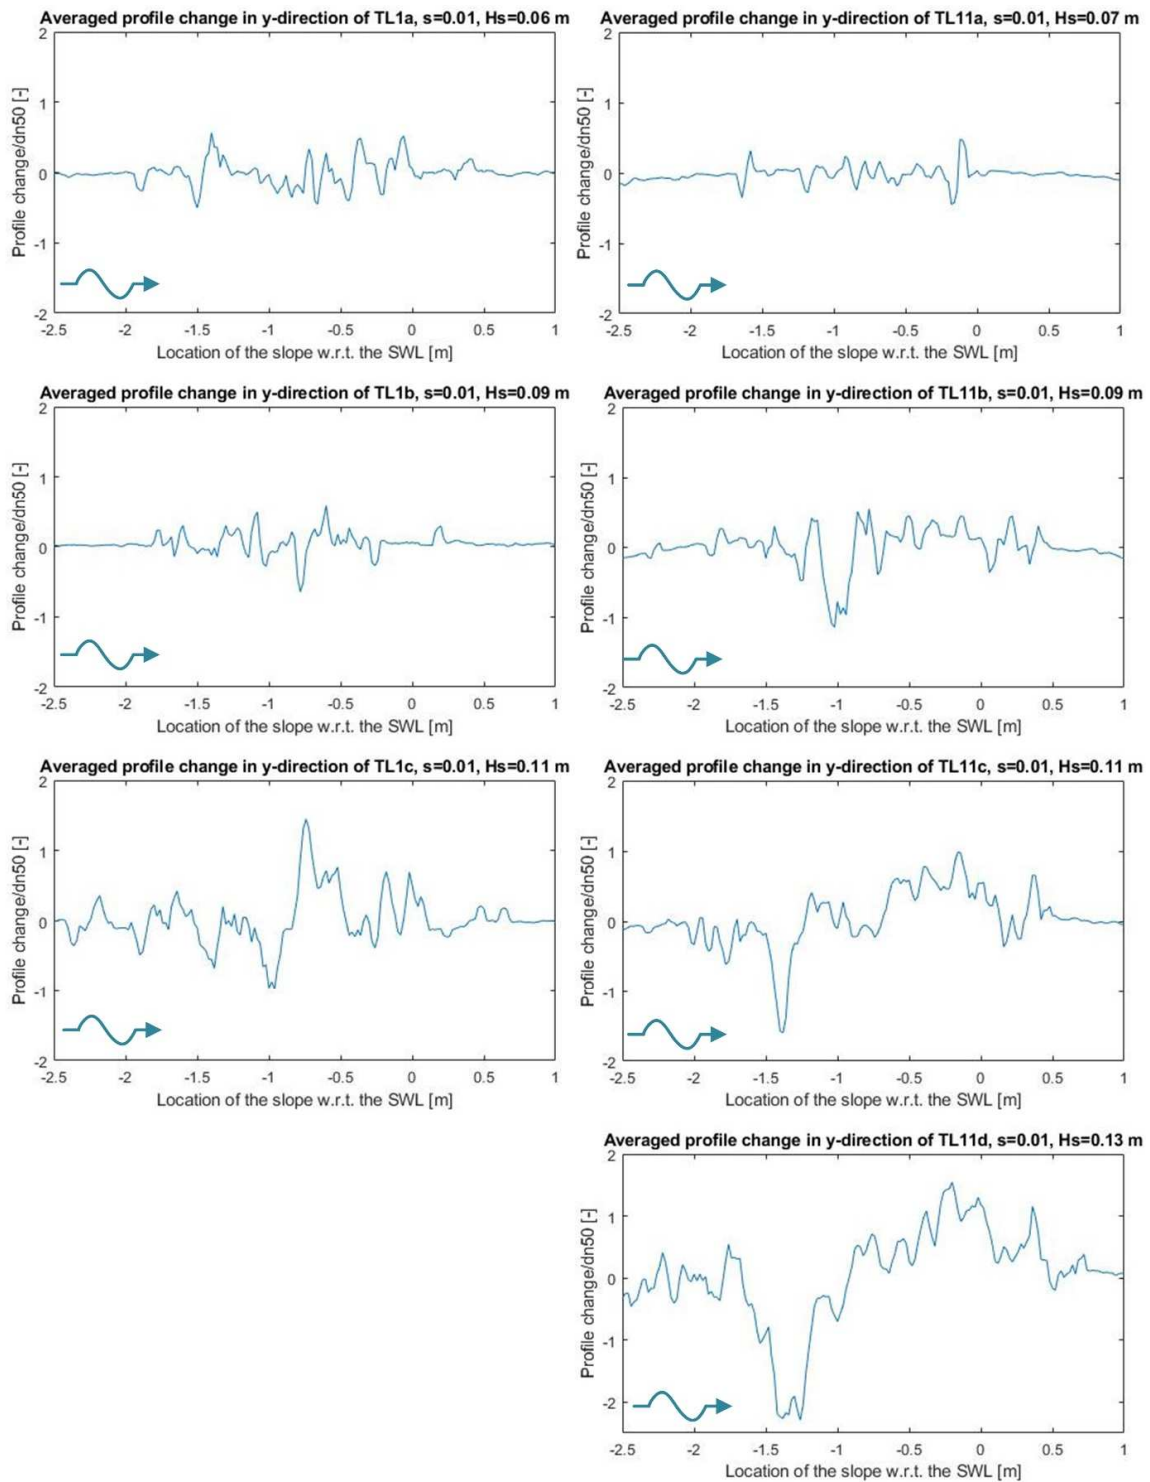 Averaged profile change in y-direction of TL1a, s=0.01, Hs=0.06 m
Profile change/dn50 [-]
2
1
0
-1
-2
-2.5 -2 -1.5 -1 -0.5 0 0.5 1
Location of the slope w.r.t. the SWL [m]
Averaged profile change in y-direction of TL11a, s=0.01, Hs=0.07 m
Profile change/dn50 [-]
2
1
0
-1
-2
-2.5 -2 -1.5 -1 -0.5 0 0.5 1
Location of the slope w.r.t. the SWL [m]
Averaged profile change in y-direction of TL1b, s=0.01, Hs=0.09 m
Profile change/dn50 [-]
2
1
0
-1
-2
-2.5 -2 -1.5 -1 -0.5 0 0.5 1
Location of the slope w.r.t. the SWL [m]
Averaged profile change in y-direction of TL11b, s=0.01, Hs=0.09 m
Profile change/dn50 [-]
2
1
0
-1
-2
-2.5 -2 -1.5 -1 -0.5 0 0.5 1
Location of the slope w.r.t. the SWL [m]
Averaged profile change in y-direction of TL1c, s=0.01, Hs=0.11 m
Profile change/dn50 [-]
2
1
0
-1
-2
-2.5 -2 -1.5 -1 -0.5 0 0.5 1
Location of the slope w.r.t. the SWL [m]
Averaged profile change in y-direction of TL11c, s=0.01, Hs=0.11 m
Profile change/dn50 [-]
2
1
0
-1
-2
-2.5 -2 -1.5 -1 -0.5 0 0.5 1
Location of the slope w.r.t. the SWL [m]
Averaged profile change in y-direction of TL11d, s=0.01, Hs=0.13 m
Profile change/dn50 [-]
2
1
0
-1
-2
-2.5 -2 -1.5 -1 -0.5 0 0.5 1
Location of the slope w.r.t. the SWL [m]